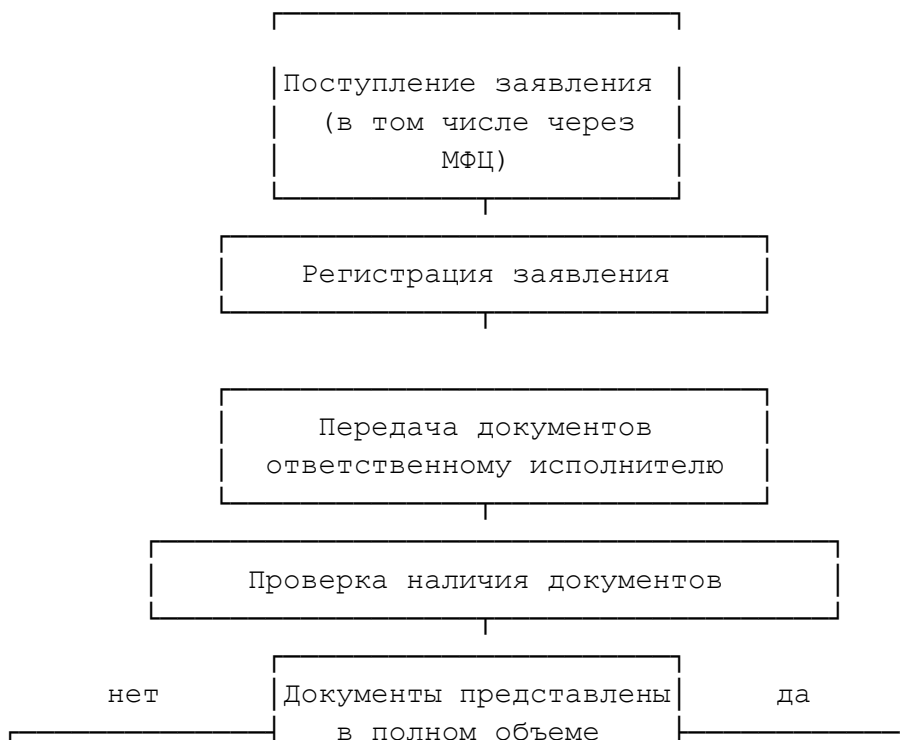 Поступление заявления
(в том числе через
МФЦ)
Регистрация заявления
Передача документов
ответственному исполнителю
Проверка наличия документов
нет Документы представлены да
в полном объеме